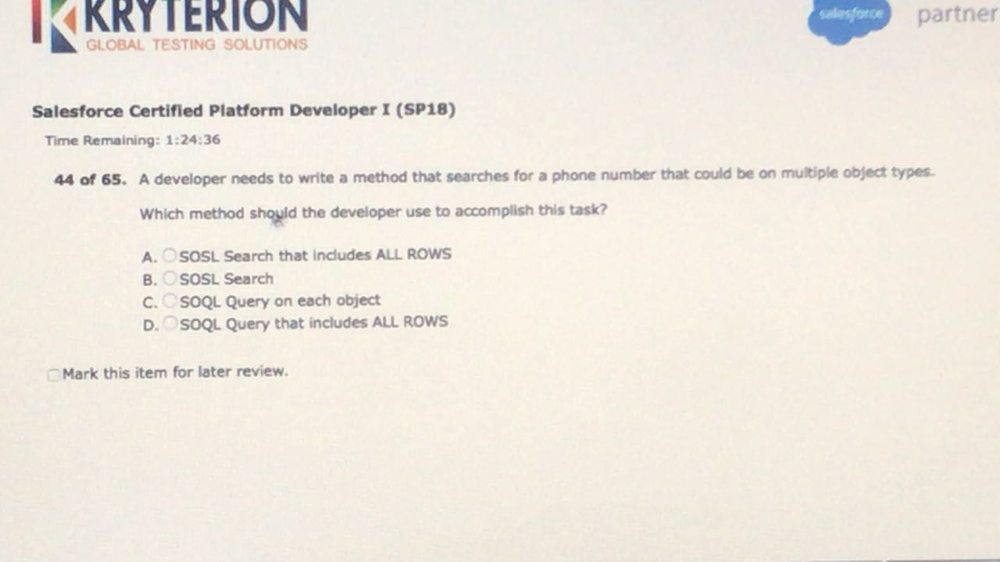 KRYTERION
GLOBAL TESTING SOLUTIONS
salesforce
partner
Salesforce Certified Platform Developer I (SP18)
Time Remaining: 1:24:36
44 of 65. A developer needs to write a method that searches for a phone number that could be on multiple object types.
Which method should the developer use to accomplish this task?
A. SOSL Search that includes ALL ROWS
B. SOSL Search
C. SOQL Query on each object
D. SOQL Query that includes ALL ROWS
Mark this item for later review.